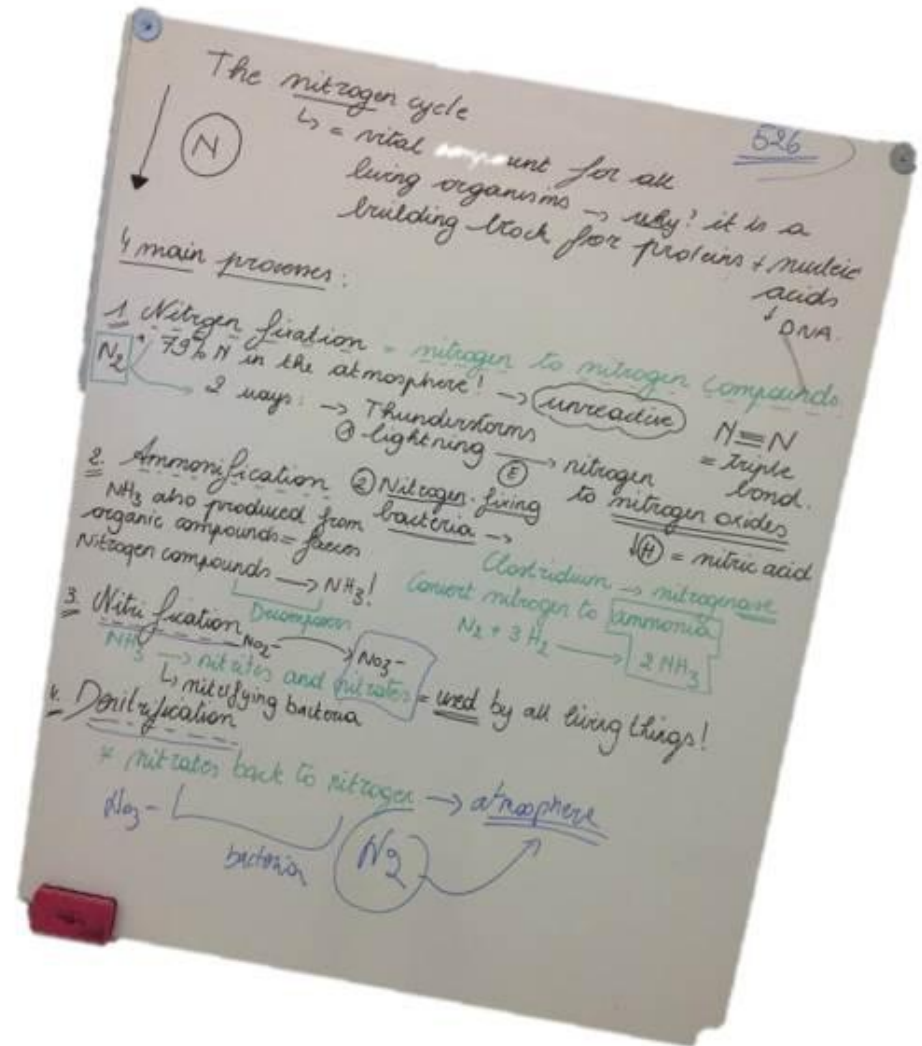 The nitrogen cycle
526
N
↳ = vital unt for all
living organisms → why? it is a
building block for proteins + nucleic
acids
↓ DNA.
4 main processes:
1. Nitrgen fixation = nitrogen to nitrogen compounds.
N2 * 79% N in the atmosphere! → unreactive
N≡N
= triple
bond.
2 ways: → Thunderstorms
① lightning →(E) nitrogen
to nitrogen oxides
↓(H) = nitric acid
2. Ammonification
② Nitrogen-fixing
bacteria →
NH3 also produced from
organic compounds = faeces
Nitrogen compounds → NH3!
Decomposers
Clostridium → nitrogenase
Convert nitrogen to ammonia
N2 + 3H2 → 2NH3
3. Nitrification
NO2- → NO3-
NH3 → nitrites and nitrates = used by all living things!
↳ nitrifying bacteria
4. Denitrification
* nitrates back to nitrogen → atmosphere
NO3-
bacteria
N2